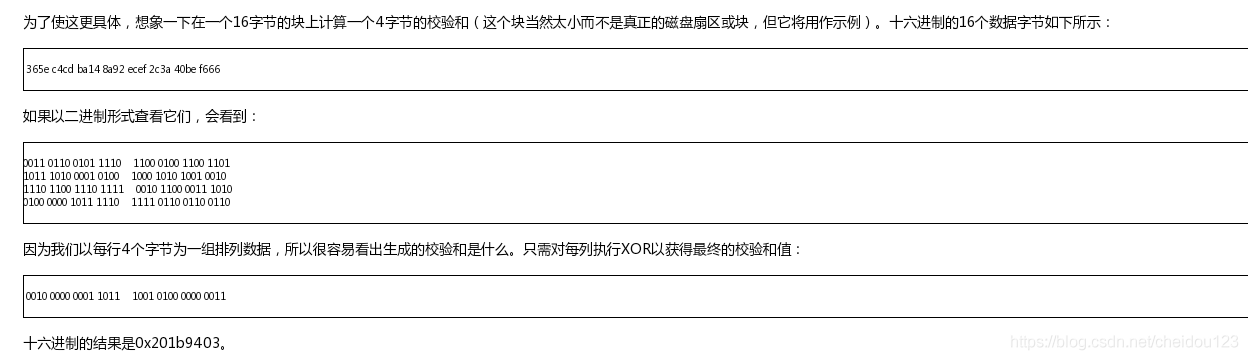 为了使这更具体，想象一下在一个16字节的块上计算一个4字节的校验和（这个块当然太小而不是真正的磁盘扇区或块，但它将用作示例）。十六进制的16个数据字节如下所示：
365e c4cd ba14 8a92 ecef 2c3a 40be f666
如果以二进制形式查看它们，会看到：
0011 0110 0101 1110 1100 0100 1100 1101
1011 1010 0001 0100 1000 1010 1001 0010
1110 1100 1110 1111 0010 1100 0011 1010
0100 0000 1011 1110 1111 0110 0110 0110
因为我们以每行4个字节为一组排列数据，所以很容易看出生成的校验和是什么。只需对每列执行XOR以获得最终的校验和值：
0010 0000 0001 1011 1001 0100 0000 0011
十六进制的结果是0x201b9403。
https://blog.csdn.net/cheidou123